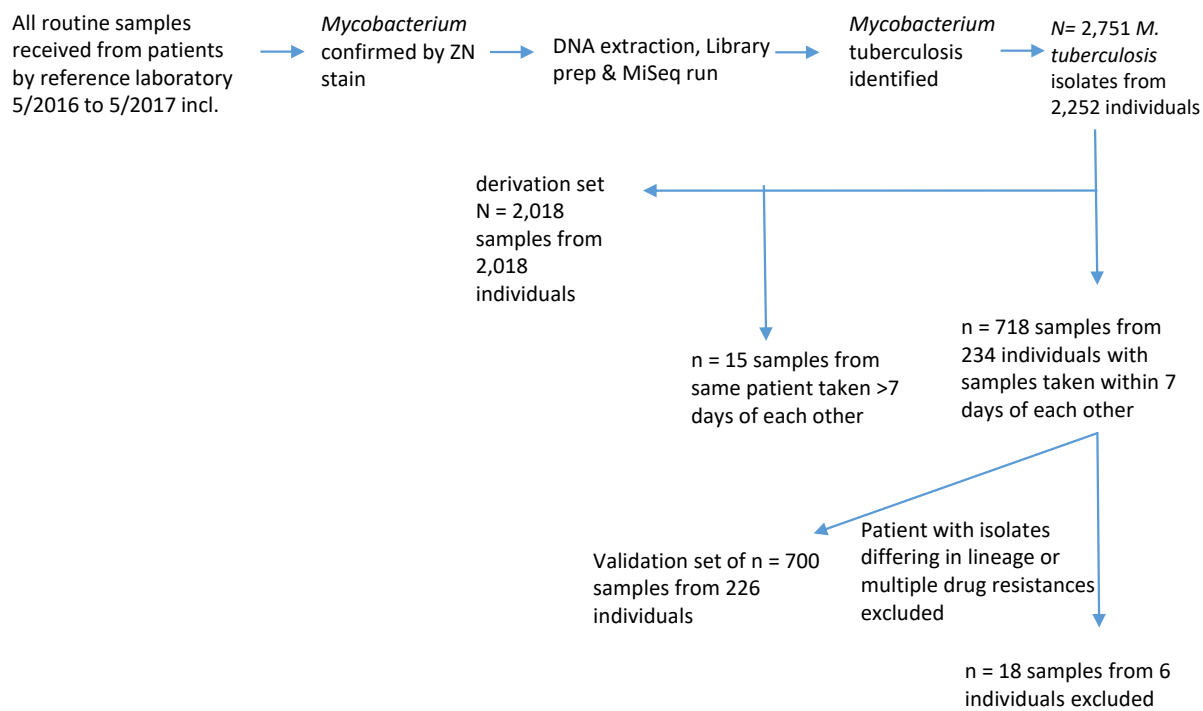 All routine samples
received from patients
by reference laboratory
5/2016 to 5/2017 incl.
Mycobacterium
confirmed by ZN
stain
DNA extraction, Library
prep & MiSeq run
Mycobacterium
tuberculosis
identified
N= 2,751 M.
tuberculosis
isolates from
2,252 individuals
derivation set
N = 2,018
samples from
2,018
individuals
n = 15 samples from
same patient taken >7
days of each other
n = 718 samples from
234 individuals with
samples taken within 7
days of each other
Validation set of n = 700
samples from 226
individuals
Patient with isolates
differing in lineage or
multiple drug resistances
excluded
n = 18 samples from 6
individuals excluded